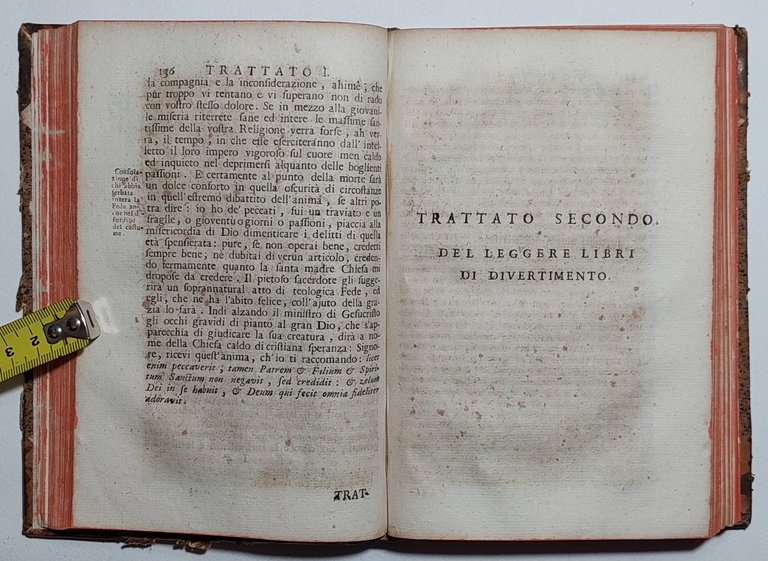 136 TRATTATO I.
la compagnia e la inconsiderazione, ahimè; che
pur troppo vi tentano e vi superano non di rado
con vostro stesso dolore. Se in mezzo alla giovani-
le miseria riterrete sane ed intere le massime san-
tissime della vostra Religione verrà forse, ah ver-
rà, il tempo, in che esse eserciteranno dall' intel-
letto il loro impero vigoroso sul cuore men caldo
ed inquieto nel deprimersi alquanto delle boglienti
passioni. E certamente al punto della morte sarà
un dolce conforto in quella oscurità di circostanze
in quell' estremo dibattito dell' anima, se altri po-
tra dire: io ho de' peccati, fui un traviato e un
fragile, o gioventù o giorni o passioni, piaccia alla
misericordia di Dio dimenticare i delitti di quella
età spensierata: pure, se non operai bene, credetti
sempre bene; nè dubitai di verun articolo, creden-
do fermamente quanto la santa madre Chiesa mi
propose da credere. Il pietoso sacerdote gli sugge-
rirà un soprannatural atto di teologica Fede, ed
egli, che ne ha l'abito felice, coll' ajuto della gra-
zia lo farà. Indi alzando il ministro di Gesucristo
gli occhi gravidi di pianto al gran Dio, che s'ap-
parecchia di giudicare la sua creatura, dirà a no-
me della Chiesa caldo di cristiana speranza: Signo-
re, ricevi quest' anima, ch' io ti raccomando: licet
enim peccaverit; tamen Patrem & Filium & Spiri-
tum Sanctum non negavit, sed credidit: & zelum
Dei in se habuit, & Deum qui fecit omnia fideliter
adoravit.
Consola-
zione di
chi abbia
serbata
intera la
Fede an-
cor nel di-
sordine
del costu-
me.
TRAT-
TRATTATO SECONDO.
DEL LEGGERE LIBRI
DI DIVERTIMENTO.
3 2